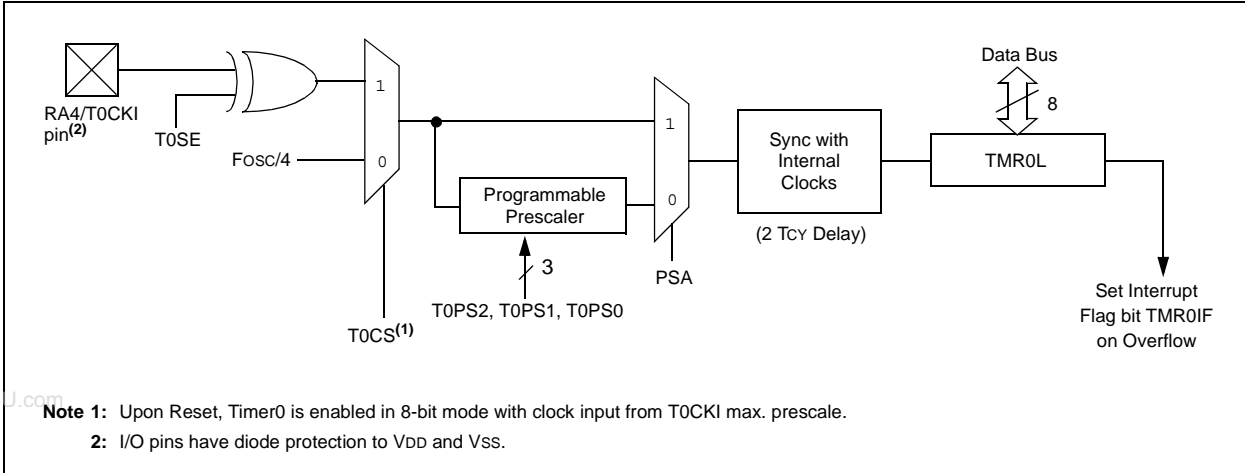 RA4/T0CKI
pin(2)
T0SE
FOSC/4
1
0
T0CS(1)
Programmable
Prescaler
3
T0PS2, T0PS1, T0PS0
1
0
PSA
Sync with
Internal
Clocks
(2 TCY Delay)
Data Bus
8
TMR0L
Set Interrupt
Flag bit TMR0IF
on Overflow
U.com
Note 1: Upon Reset, Timer0 is enabled in 8-bit mode with clock input from T0CKI max. prescale.
2: I/O pins have diode protection to VDD and VSS.